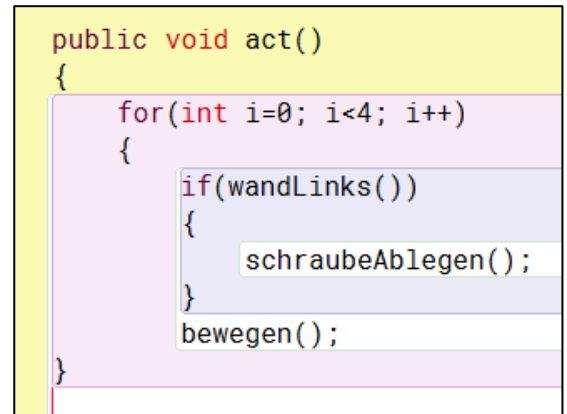 public void act()
{
for(int i=0; i<4; i++)
{
if(wandLinks())
{
schraubeAblegen();
}
bewegen();
}